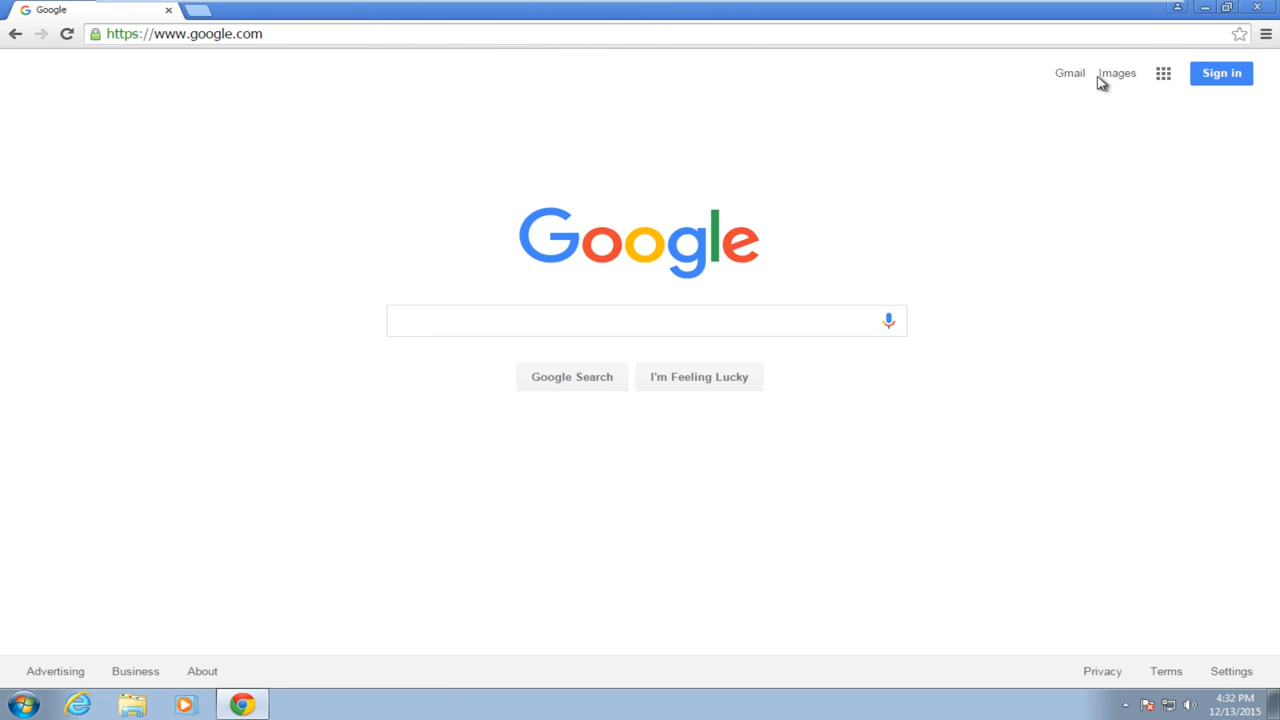 Google
https://www.google.com
Gmail Images Sign in
Google
Google Search I'm Feeling Lucky
Advertising Business About Privacy Terms Settings
4:32 PM
12/13/2015